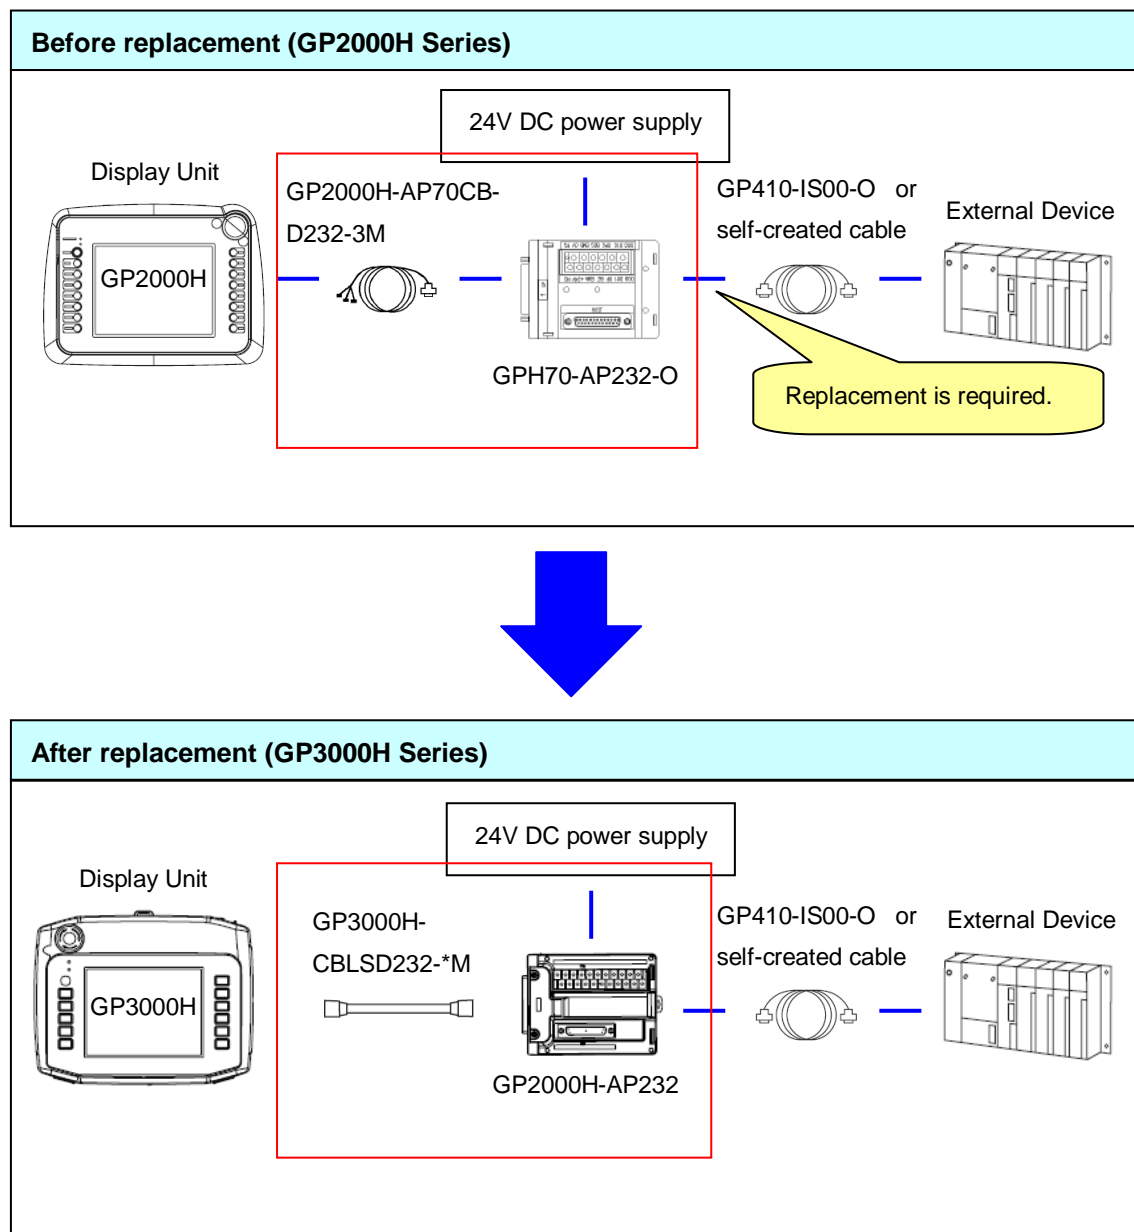 Before replacement (GP2000H Series)
24V DC power supply
Display Unit
GP2000H-AP70CB-
D232-3M
GP410-IS00-O or
self-created cable
External Device
GP2000H
GPH70-AP232-O
Replacement is required.
After replacement (GP3000H Series)
24V DC power supply
Display Unit
GP3000H-
CBLSD232-*M
GP410-IS00-O or
self-created cable
External Device
GP3000H
GP2000H-AP232